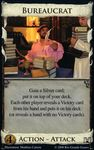 BUREAUCRAT
Gain a Silver card;
put it on top of your deck.
Each other player reveals a Victory card
from his hand and puts it on his deck
(or reveals a hand with no Victory cards).
4
ACTION - ATTACK